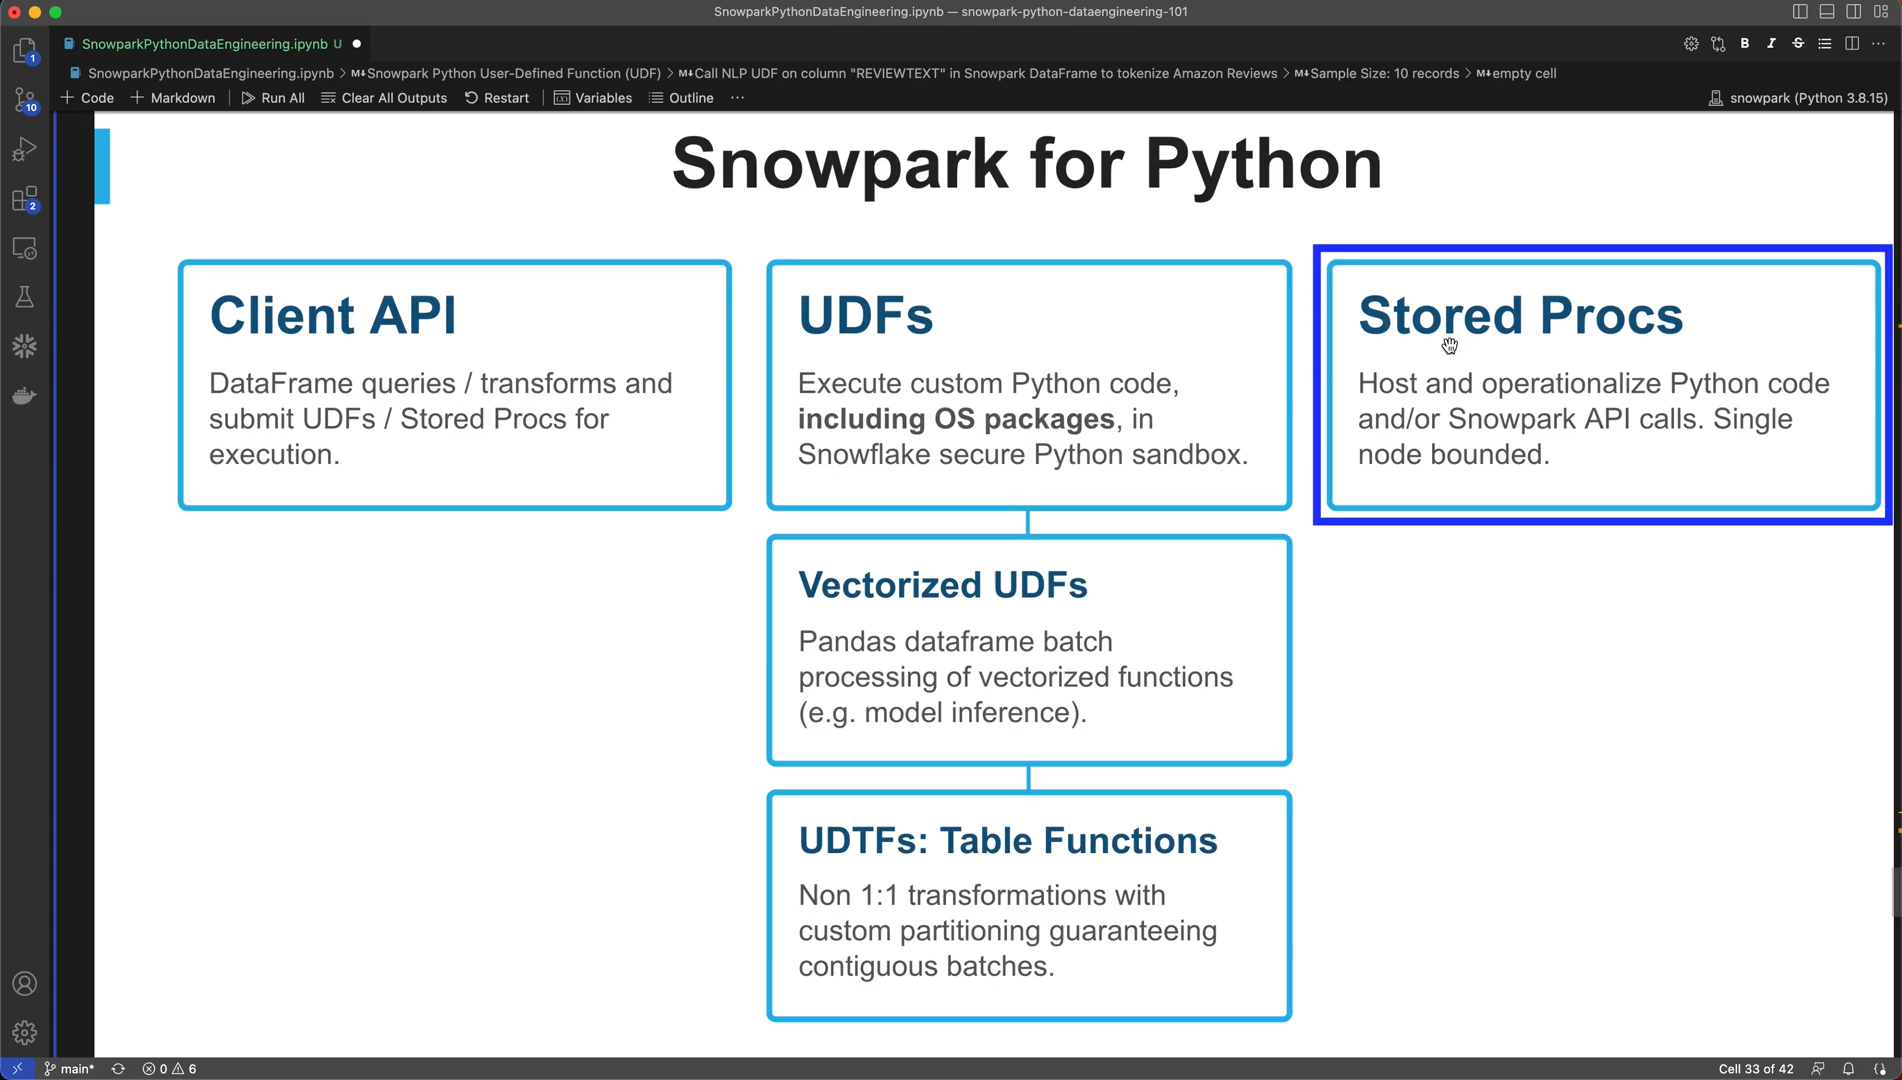 SnowparkPythonDataEngineering.ipynb — snowpark-python-dataengineering-101
SnowparkPythonDataEngineering.ipynb U
SnowparkPythonDataEngineering.ipynb > M↓Snowpark Python User-Defined Function (UDF) > M↓Call NLP UDF on column "REVIEWTEXT" in Snowpark DataFrame to tokenize Amazon Reviews > M↓Sample Size: 10 records > M↓empty cell
+ Code + Markdown Run All Clear All Outputs Restart Variables Outline ··· snowpark (Python 3.8.15)
1
10
2
Snowpark for Python
Client API
DataFrame queries / transforms and
submit UDFs / Stored Procs for
execution.
UDFs
Execute custom Python code,
including OS packages, in
Snowflake secure Python sandbox.
Stored Procs
Host and operationalize Python code
and/or Snowpark API calls. Single
node bounded.
Vectorized UDFs
Pandas dataframe batch
processing of vectorized functions
(e.g. model inference).
UDTFs: Table Functions
Non 1:1 transformations with
custom partitioning guaranteeing
contiguous batches.
main* 0 6 Cell 33 of 42